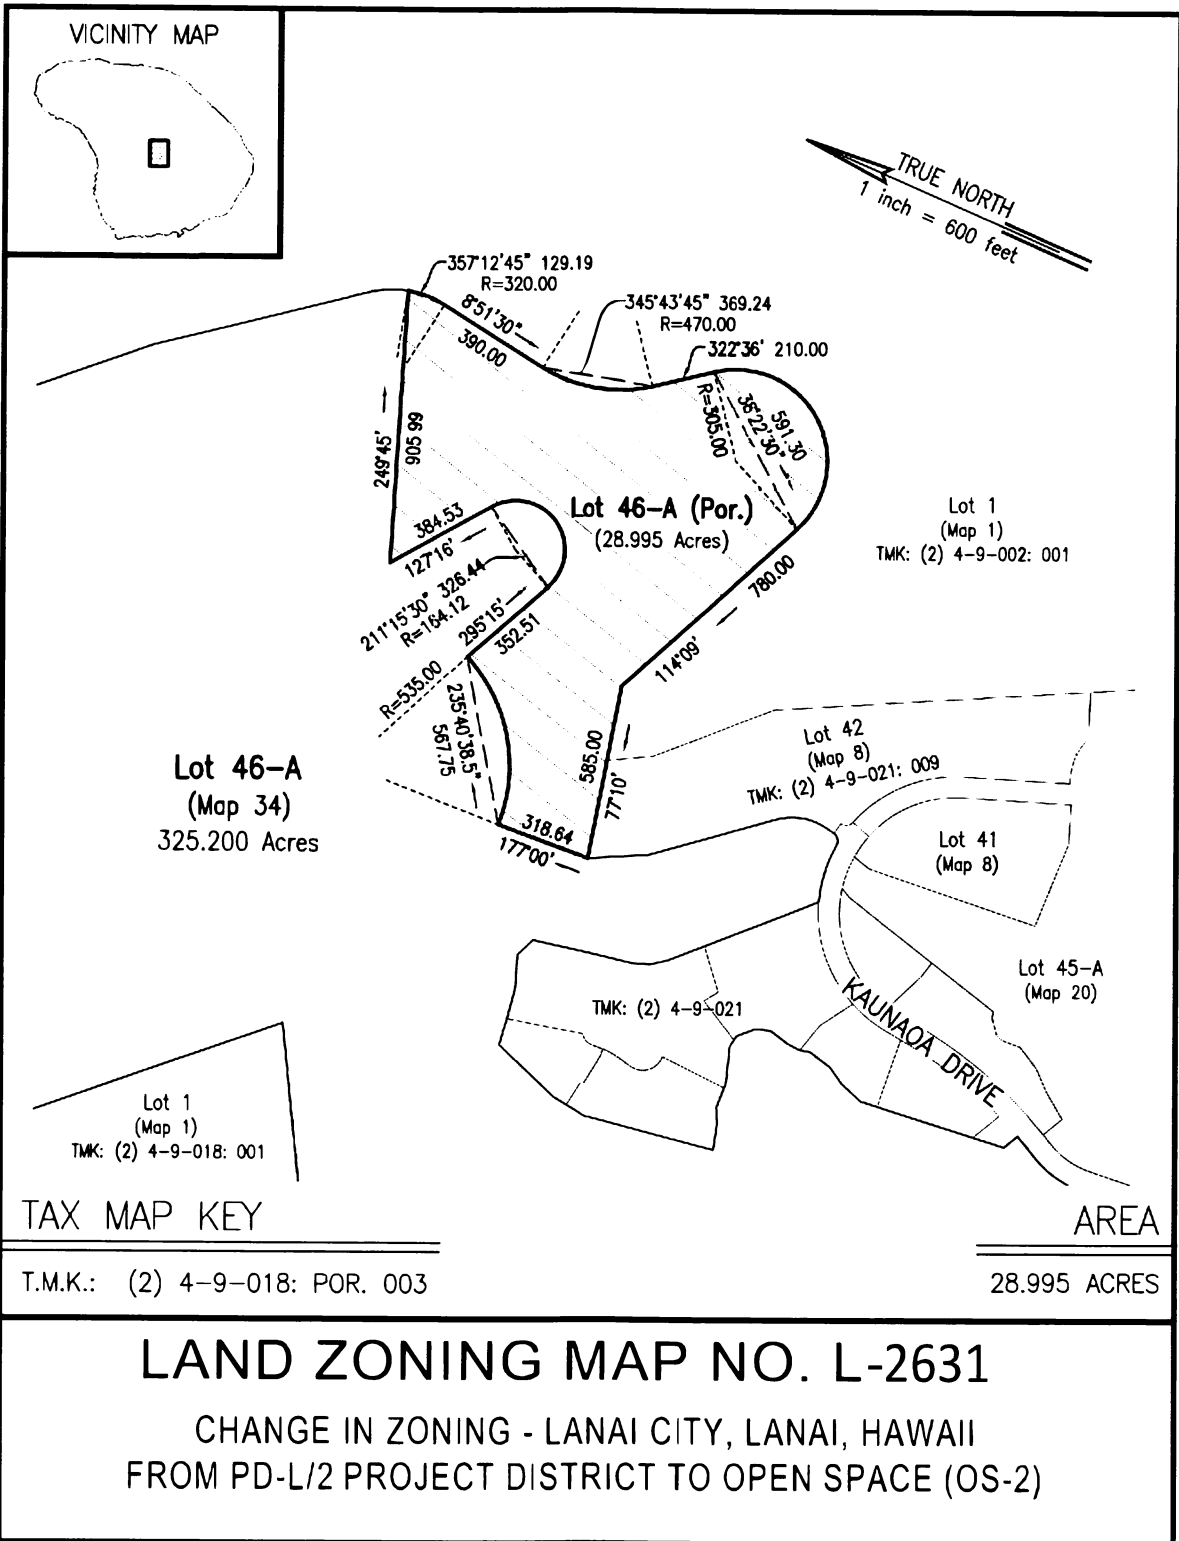 VICINITY MAP
TRUE NORTH
1 inch = 600 feet
357°12'45" 129.19
R=320.00
8°51'30"
390.00
345°43'45" 369.24
R=470.00
322°36' 210.00
R=305.00
38°22'30"
591.30
249°45'
905.99
384.53
127°16'
Lot 46-A (Por.)
(28.995 Acres)
Lot 1
(Map 1)
TMK: (2) 4-9-002: 001
211°15'30" 326.44
R=164.12
295°15'
352.51
780.00
114°09'
R=535.00
235°40'38.5"
567.75
585.00
77°10'
318.64
177°00'
Lot 46-A
(Map 34)
325.200 Acres
Lot 42
(Map 8)
TMK: (2) 4-9-021: 009
Lot 41
(Map 8)
Lot 45-A
(Map 20)
TMK: (2) 4-9-021
KAUNAOA DRIVE
Lot 1
(Map 1)
TMK: (2) 4-9-018: 001
TAX MAP KEY
AREA
T.M.K.: (2) 4-9-018: POR. 003
28.995 ACRES
LAND ZONING MAP NO. L-2631
CHANGE IN ZONING - LANAI CITY, LANAI, HAWAII
FROM PD-L/2 PROJECT DISTRICT TO OPEN SPACE (OS-2)